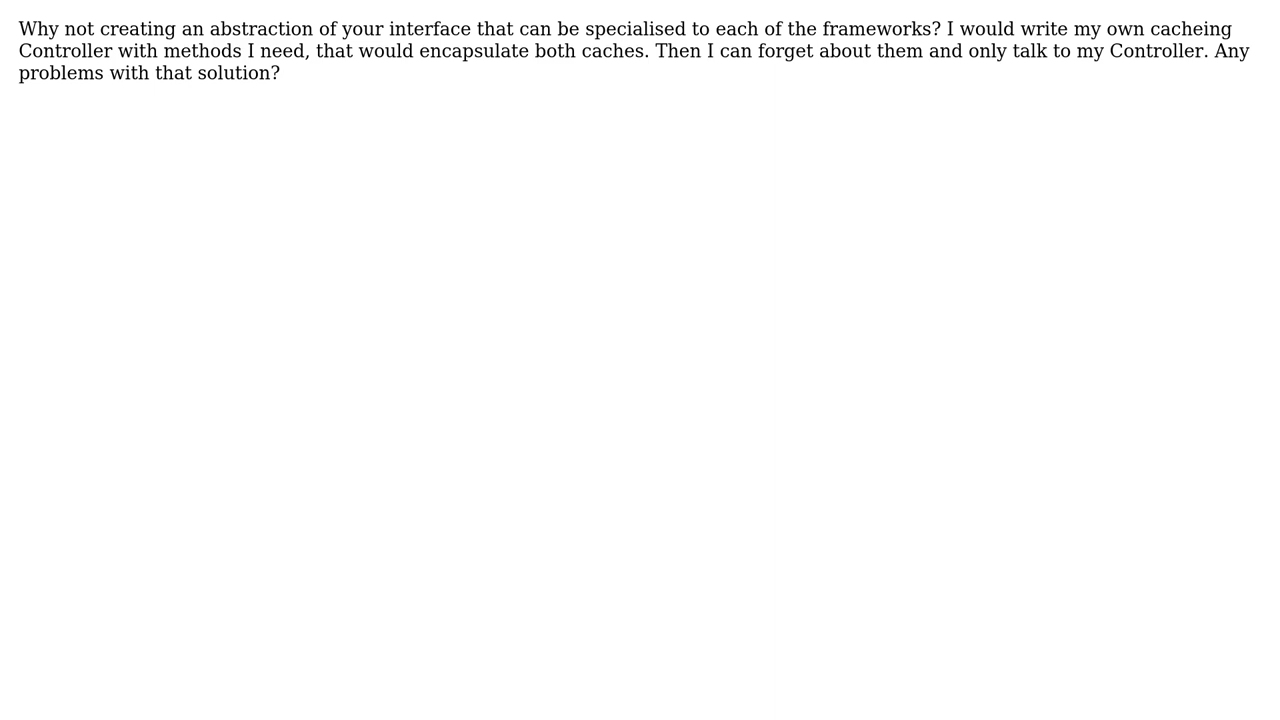 Why not creating an abstraction of your interface that can be specialised to each of the frameworks? I would write my own cacheing
Controller with methods I need, that would encapsulate both caches. Then I can forget about them and only talk to my Controller. Any
problems with that solution?